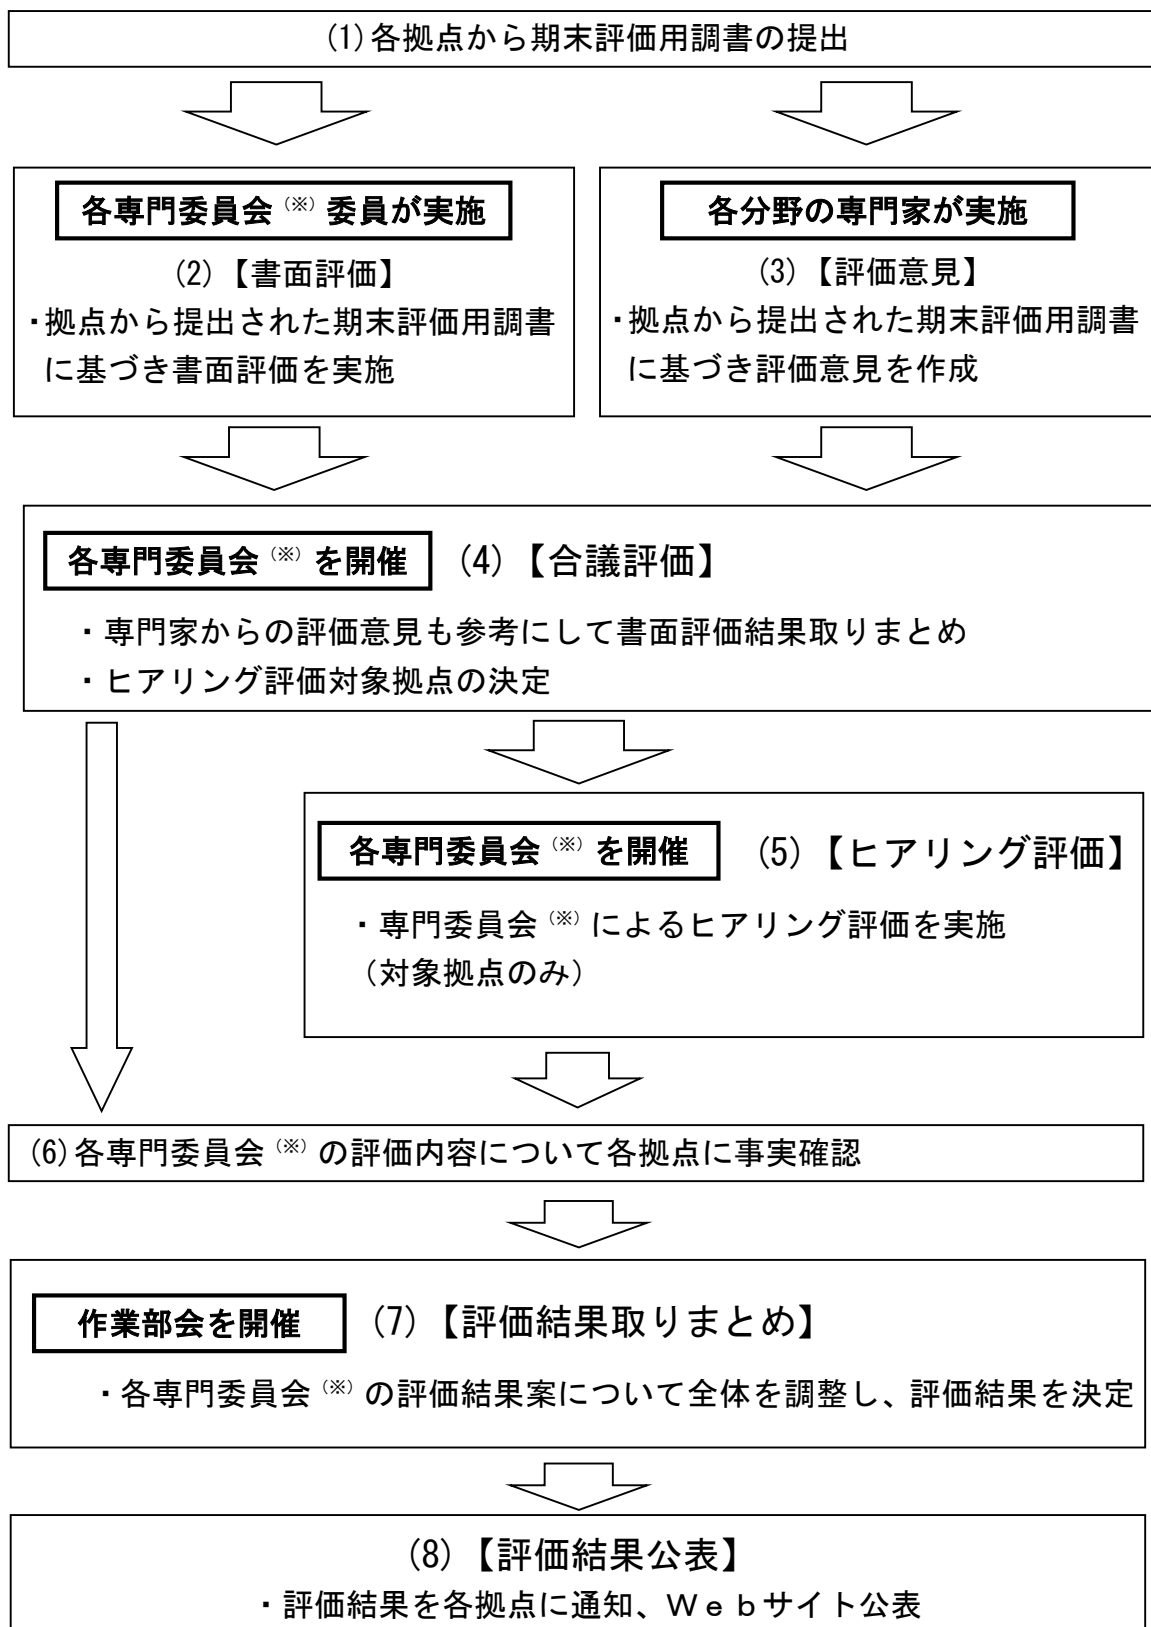 (1)各拠点から期末評価用調書の提出
各専門委員会(※)委員が実施
(2)【書面評価】
・拠点から提出された期末評価用調書
に基づき書面評価を実施
各分野の専門家が実施
(3)【評価意見】
・拠点から提出された期末評価用調書
に基づき評価意見を作成
各専門委員会(※)を開催 (4)【合議評価】
・専門家からの評価意見も参考にして書面評価結果取りまとめ
・ヒアリング評価対象拠点の決定
各専門委員会(※)を開催 (5)【ヒアリング評価】
・専門委員会(※)によるヒアリング評価を実施
(対象拠点のみ)
(6)各専門委員会(※)の評価内容について各拠点に事実確認
作業部会を開催 (7)【評価結果取りまとめ】
・各専門委員会(※)の評価結果案について全体を調整し、評価結果を決定
(8)【評価結果公表】
・評価結果を各拠点に通知、Webサイト公表